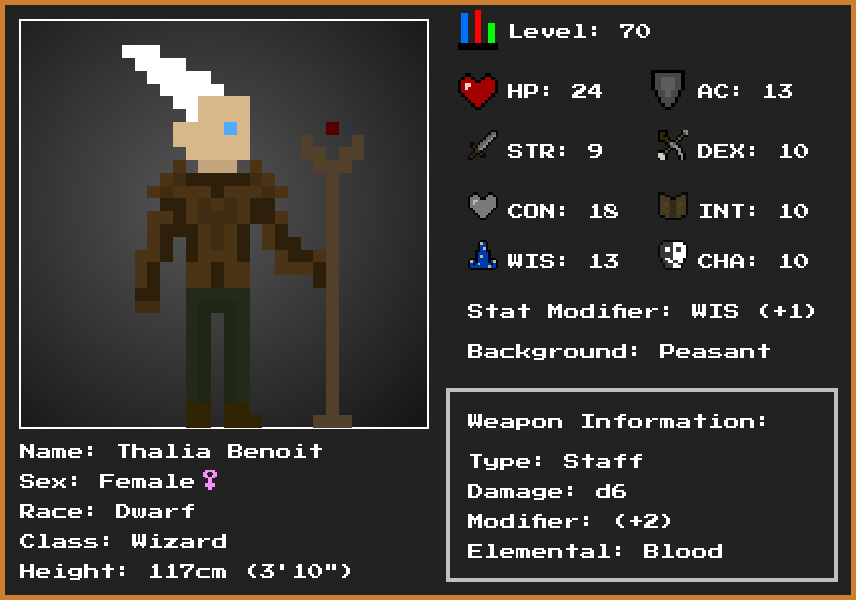 Level: 70
HP: 24 AC: 13
STR: 9 DEX: 10
CON: 18 INT: 10
WIS: 13 CHA: 10
Stat Modifier: WIS (+1)
Background: Peasant
Weapon Information:
Type: Staff
Damage: d6
Modifier: (+2)
Elemental: Blood
Name: Thalia Benoit
Sex: Female♀
Race: Dwarf
Class: Wizard
Height: 117cm (3'10")